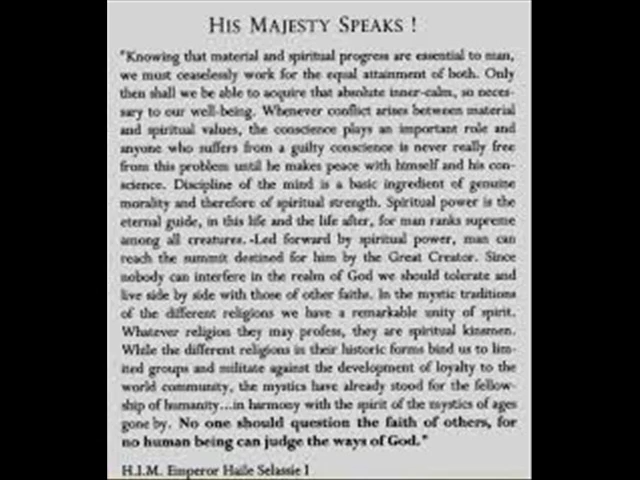 HIS MAJESTY SPEAKS !
"Knowing that material and spiritual progress are essential to man,
we must ceaselessly work for the equal attainment of both. Only
then shall we be able to acquire that absolute inner-calm, so neces-
sary to our well-being. Whenever conflict arises between material
and spiritual values, the conscience plays an important role and
anyone who suffers from a guilty conscience is never really free
from this problem until he makes peace with himself and his con-
science. Discipline of the mind is a basic ingredient of genuine
morality and therefore of spiritual strength. Spiritual power is the
eternal guide, in this life and the life after, for man ranks supreme
among all creatures. -Led forward by spiritual power, man can
reach the summit destined for him by the Great Creator. Since
nobody can interfere in the realm of God we should tolerate and
live side by side with those of other faiths. In the mystic traditions
of the different religions we have a remarkable unity of spirit.
Whatever religion they may profess, they are spiritual kinsmen.
While the different religions in their historic forms bind us to lim-
ited groups and militate against the development of loyalty to the
world community, the mystics have already stood for the fellow-
ship of humanity...in harmony with the spirit of the mystics of ages
gone by. No one should question the faith of others, for
no human being can judge the ways of God."
H.I.M. Emperor Haile Selassie I